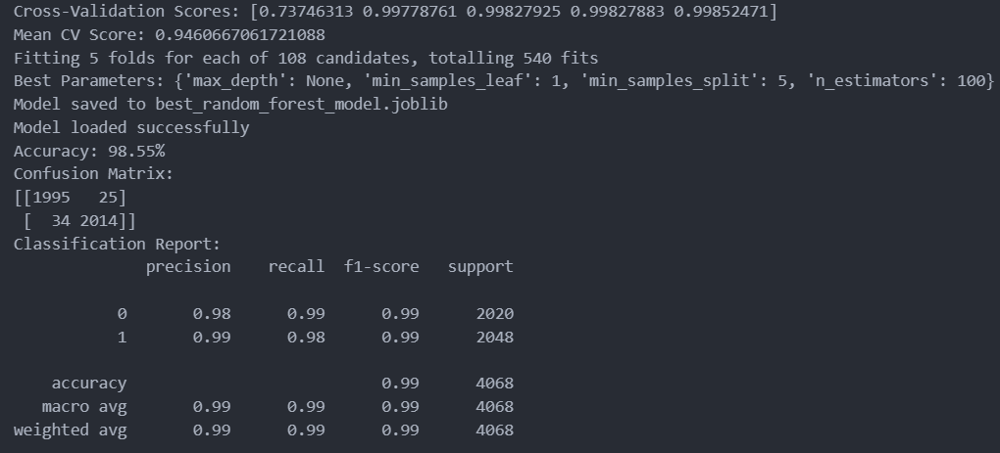 Cross-Validation Scores: [0.73746313 0.99778761 0.99827925 0.99827883 0.99852471]
Mean CV Score: 0.9460667061721088
Fitting 5 folds for each of 108 candidates, totalling 540 fits
Best Parameters: {'max_depth': None, 'min_samples_leaf': 1, 'min_samples_split': 5, 'n_estimators': 100}
Model saved to best_random_forest_model.joblib
Model loaded successfully
Accuracy: 98.55%
Confusion Matrix:
[[1995   25]
 [  34 2014]]
Classification Report:
              precision    recall  f1-score   support
           0       0.98      0.99      0.99      2020
           1       0.99      0.98      0.99      2048
    accuracy                           0.99      4068
   macro avg       0.99      0.99      0.99      4068
weighted avg       0.99      0.99      0.99      4068